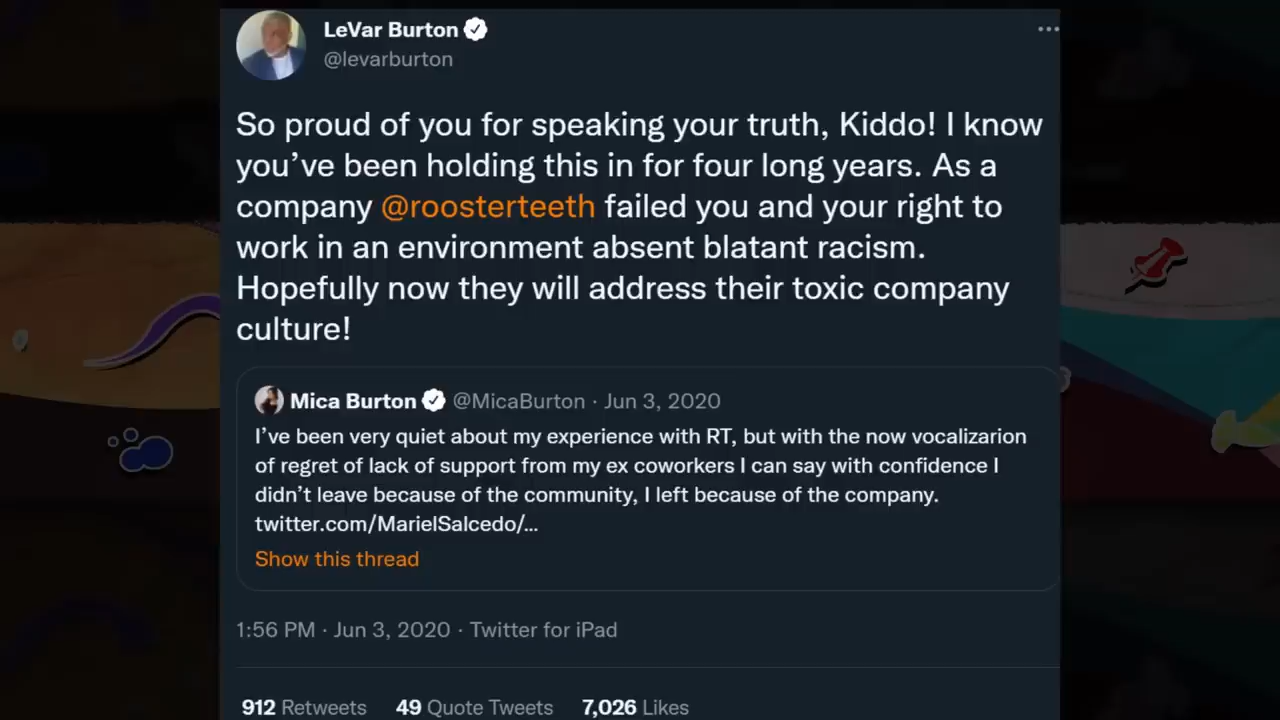 LeVar Burton
@levarburton
So proud of you for speaking your truth, Kiddo! I know
you’ve been holding this in for four long years. As a
company @roosterteeth failed you and your right to
work in an environment absent blatant racism.
Hopefully now they will address their toxic company
culture!
Mica Burton @MicaBurton · Jun 3, 2020
I’ve been very quiet about my experience with RT, but with the now vocalizarion
of regret of lack of support from my ex coworkers I can say with confidence I
didn’t leave because of the community, I left because of the company.
twitter.com/MarielSalcedo/...
Show this thread
1:56 PM · Jun 3, 2020 · Twitter for iPad
912 Retweets 49 Quote Tweets 7,026 Likes